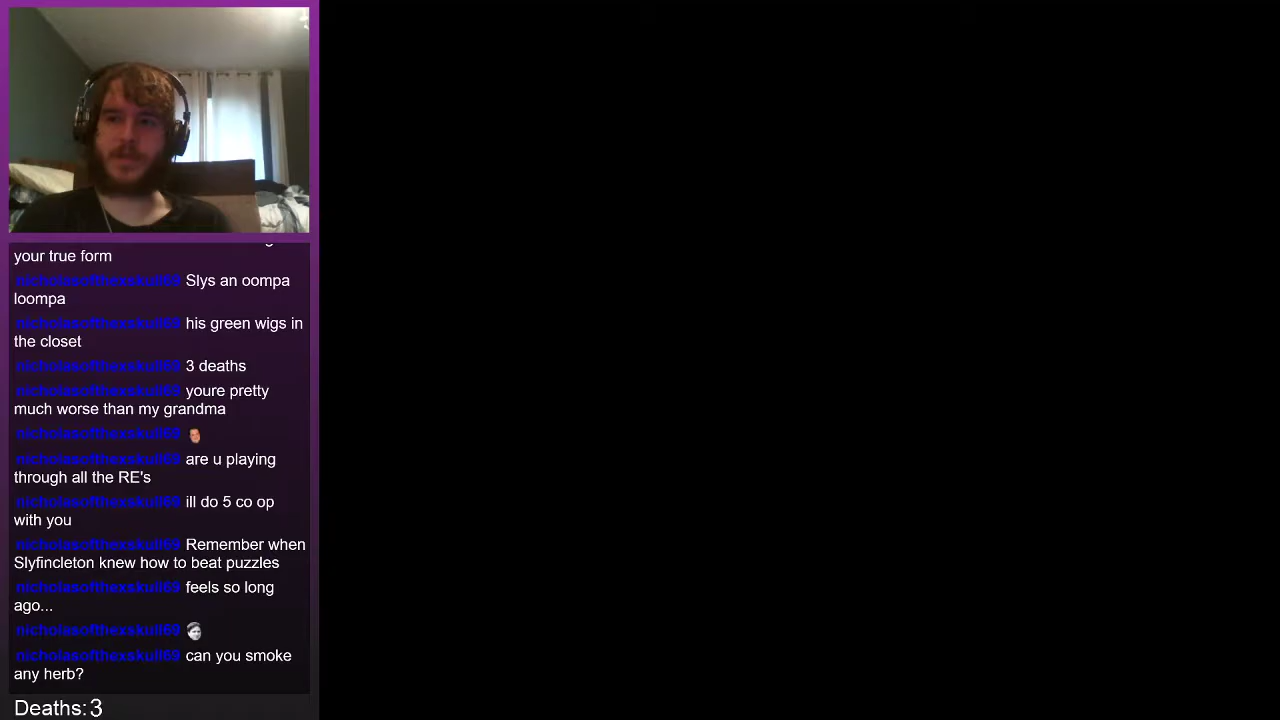 your true form
nicholasofthexskull69 Slys an oompa
loompa
nicholasofthexskull69 his green wigs in
the closet
nicholasofthexskull69 3 deaths
nicholasofthexskull69 youre pretty
much worse than my grandma
nicholasofthexskull69
nicholasofthexskull69 are u playing
through all the RE's
nicholasofthexskull69 ill do 5 co op
with you
nicholasofthexskull69 Remember when
Slyfincleton knew how to beat puzzles
nicholasofthexskull69 feels so long
ago...
nicholasofthexskull69
nicholasofthexskull69 can you smoke
any herb?
Deaths:3